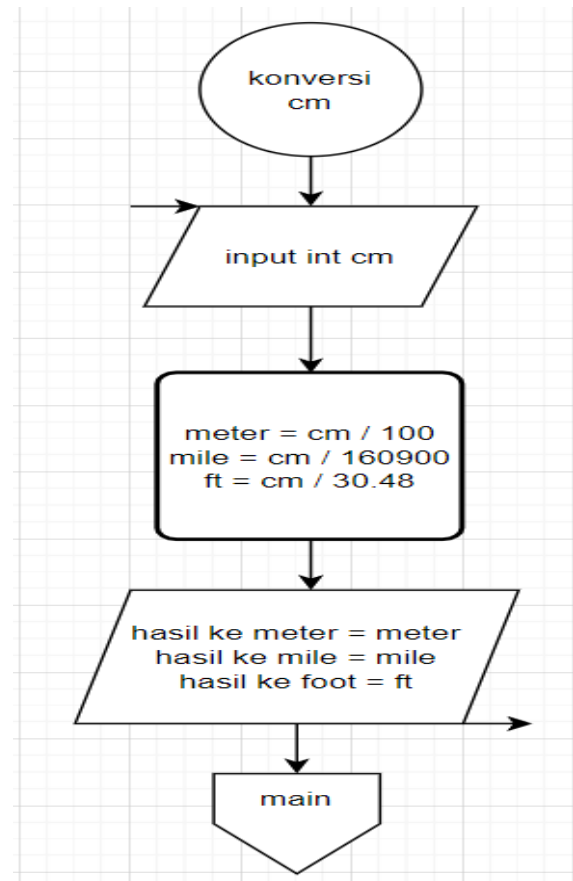 konversi
cm
input int cm
meter = cm / 100
mile = cm / 160900
ft = cm / 30.48
hasil ke meter = meter
hasil ke mile = mile
hasil ke foot = ft
main